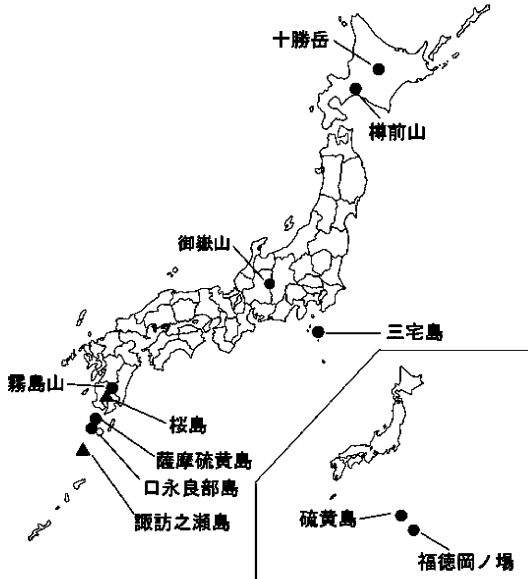 十勝岳
樽前山
御嶽山
三宅島
霧島山
桜島
薩摩硫黄島
口永良部島
諏訪之瀬島
硫黄島
福徳岡ノ場